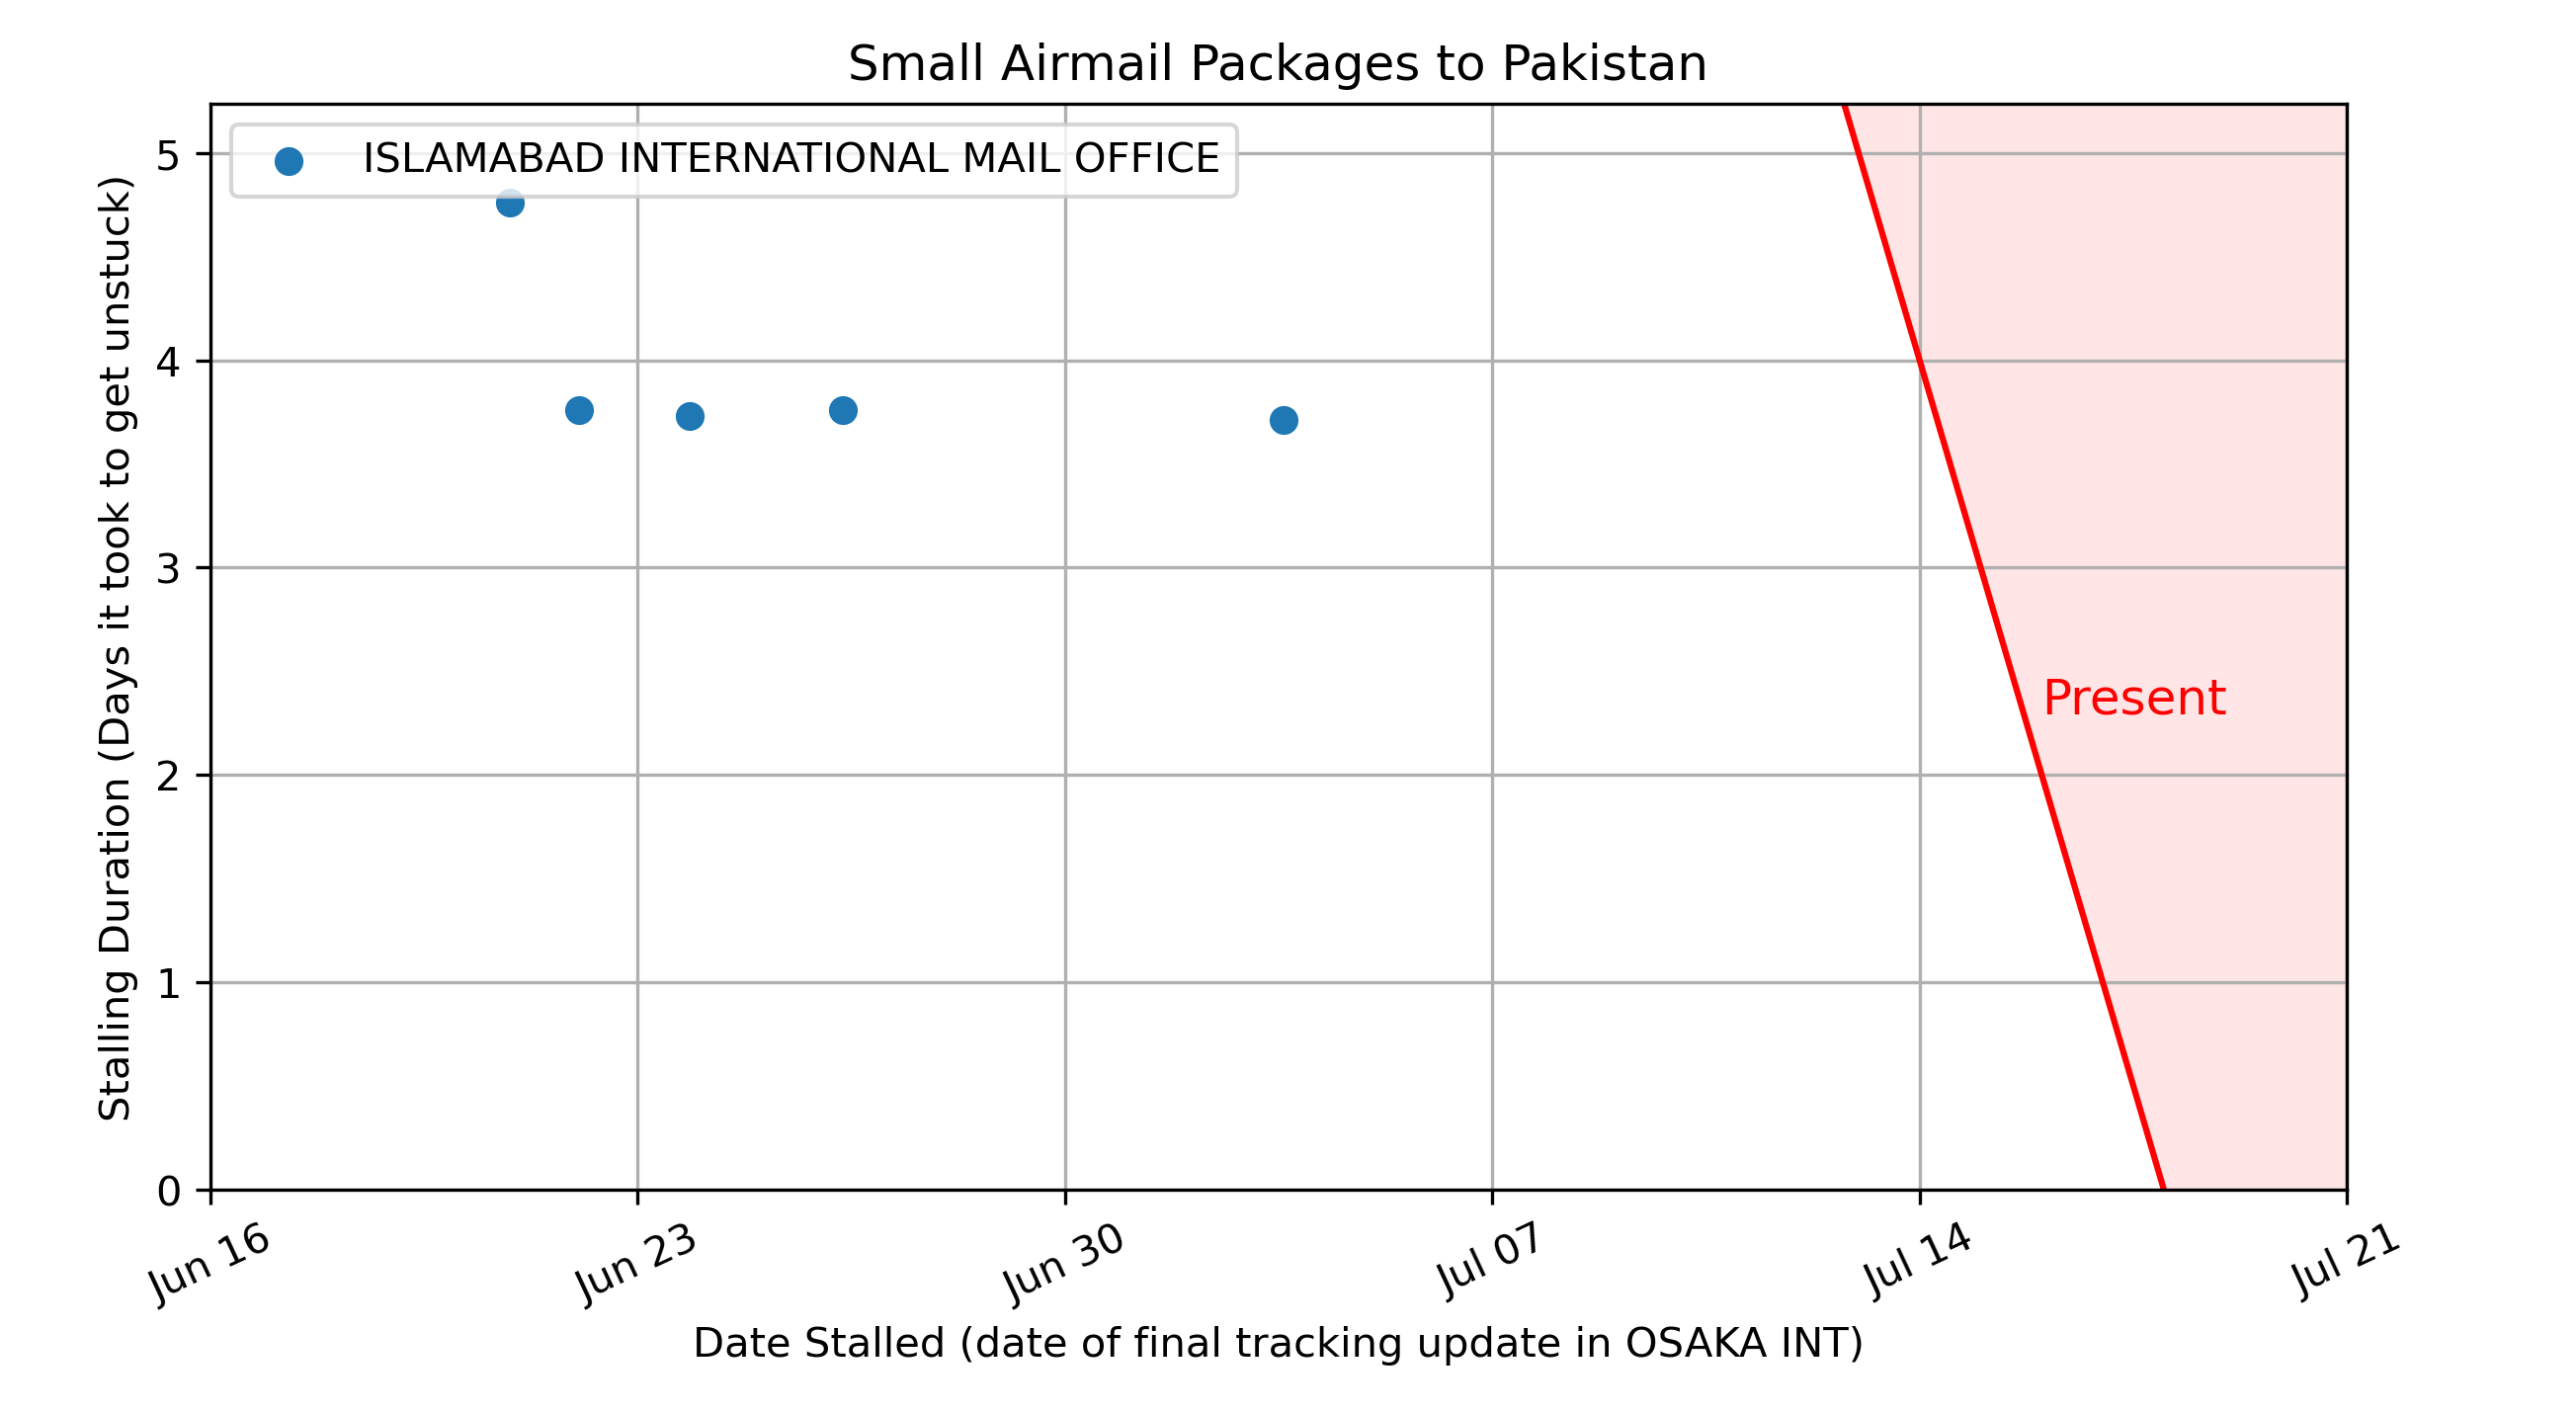 Small Airmail Packages to Pakistan
ISLAMABAD INTERNATIONAL MAIL OFFICE
Stalling Duration (Days it took to get unstuck)
5
4
3
2
1
0
Present
Jun 16
Jun 23
Jun 30
Jul 07
Jul 14
Jul 21
Date Stalled (date of final tracking update in OSAKA INT)